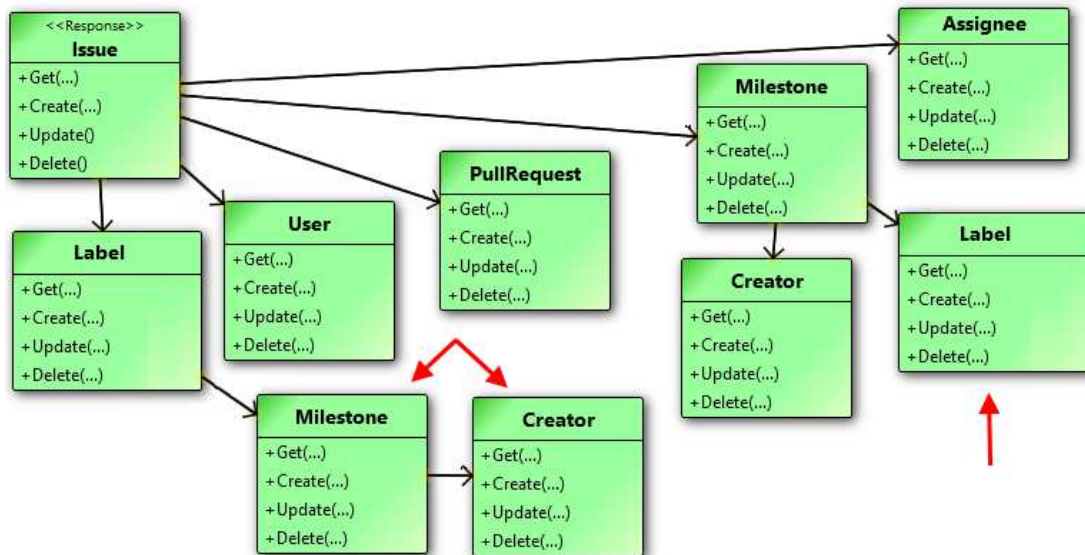 <<Response>>
Issue
+Get(...)
+Create(...)
+Update()
+Delete()
Assignee
+Get(...)
+Create(...)
+Update(...)
+Delete(...)
Milestone
+Get(...)
+Create(...)
+Update(...)
+Delete(...)
PullRequest
+Get(...)
+Create(...)
+Update(...)
+Delete(...)
User
+Get(...)
+Create(...)
+Update(...)
+Delete(...)
Label
+Get(...)
+Create(...)
+Update(...)
+Delete(...)
Label
+Get(...)
+Create(...)
+Update(...)
+Delete(...)
Creator
+Get(...)
+Create(...)
+Update(...)
+Delete(...)
Milestone
+Get(...)
+Create(...)
+Update(...)
+Delete(...)
Creator
+Get(...)
+Create(...)
+Update(...)
+Delete(...)